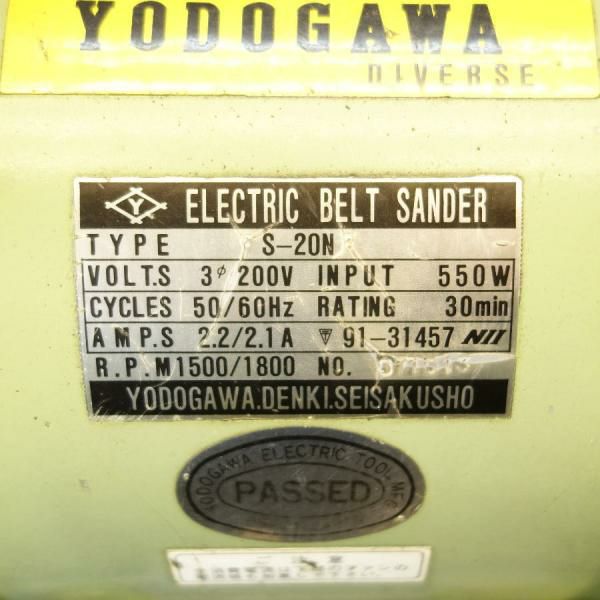 YODOGAWA
DIVERSE
Y ELECTRIC BELT SANDER
TYPE S-20N
VOLT.S 3φ 200V INPUT 550W
CYCLES 50/60Hz RATING 30min
AMP.S 2.2/2.1A 91-31457
R.P.M 1500/1800 NO.
YODOGAWA.DENKI.SEISAKUSHO
YODOGAWA ELECTRIC TOOL MFG
PASSED